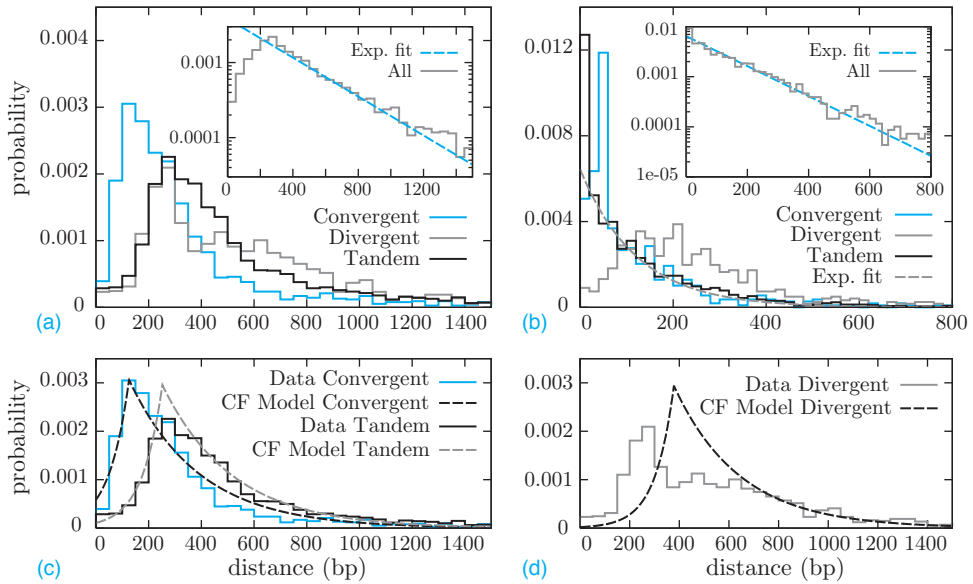 0 200 400 600 800 1000 1200 1400
0.004
0.003
0.002
0.001
0
probability
Exp. fit
All
0.001
0.0001
0 400 800 1200
Convergent
Divergent
Tandem
(a)
0 200 400 600 800
0.012
0.008
0.004
0
Exp. fit
All
0.01
0.001
0.0001
1e-05
0 200 400 600 800
Convergent
Divergent
Tandem
Exp. fit
(b)
0.003
0.002
0.001
0
probability
Data Convergent
CF Model Convergent
Data Tandem
CF Model Tandem
0 200 400 600 800 1000 1200 1400
distance (bp)
(c)
0.003
0.002
0.001
0
Data Divergent
CF Model Divergent
0 200 400 600 800 1000 1200 1400
distance (bp)
(d)